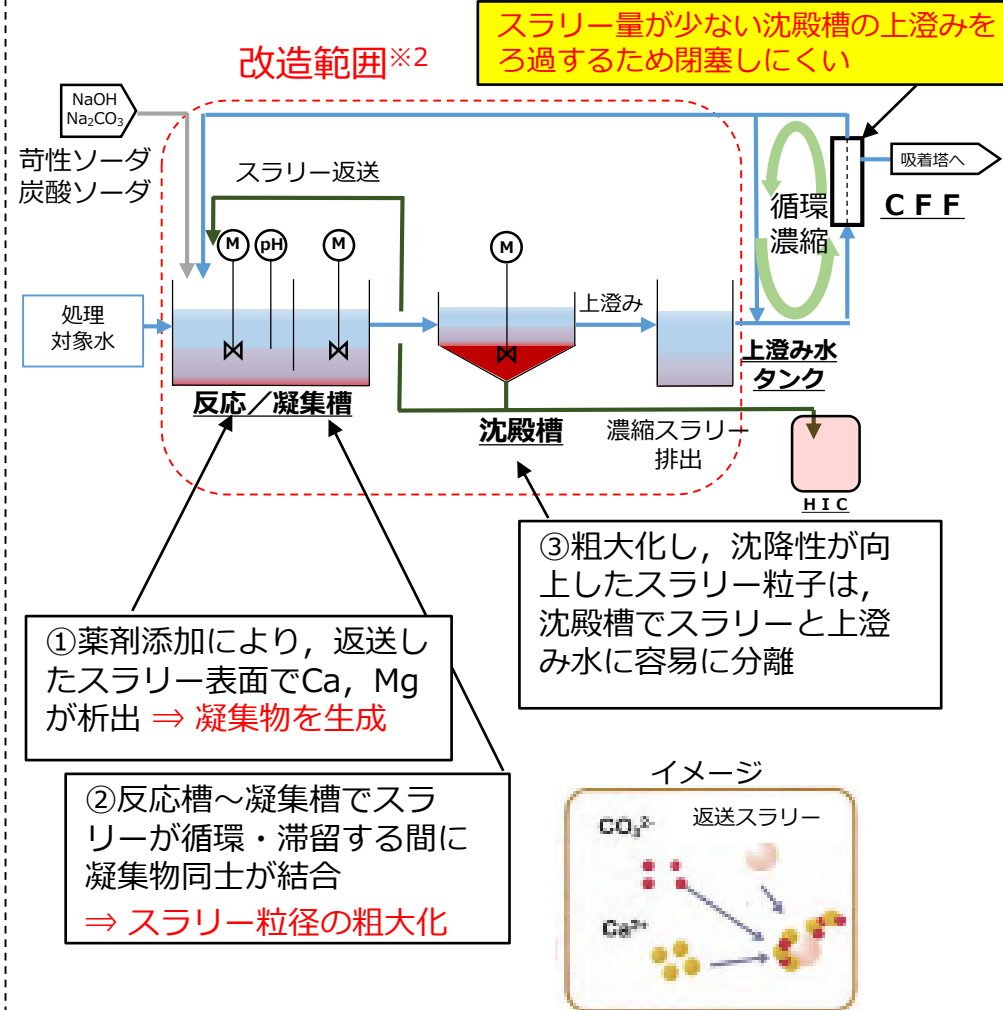 スラリー量が少ない沈殿槽の上澄みを
ろ過するため閉塞しにくい
改造範囲※2
NaOH
Na₂CO₃
苛性ソーダ
炭酸ソーダ
スラリー返送
吸着塔へ
CFF
循環
濃縮
M
pH
M
M
処理
対象水
上澄み
上澄み水
タンク
反応/凝集槽
沈殿槽
濃縮スラリー
排出
HIC
③粗大化し，沈降性が向
上したスラリー粒子は，
沈殿槽でスラリーと上澄
み水に容易に分離
①薬剤添加により，返送し
たスラリー表面でCa，Mg
が析出 ⇒ 凝集物を生成
②反応槽～凝集槽でスラ
リーが循環・滞留する間に
凝集物同士が結合
⇒ スラリー粒径の粗大化
イメージ
CO₃²⁻
返送スラリー
Ca²⁺